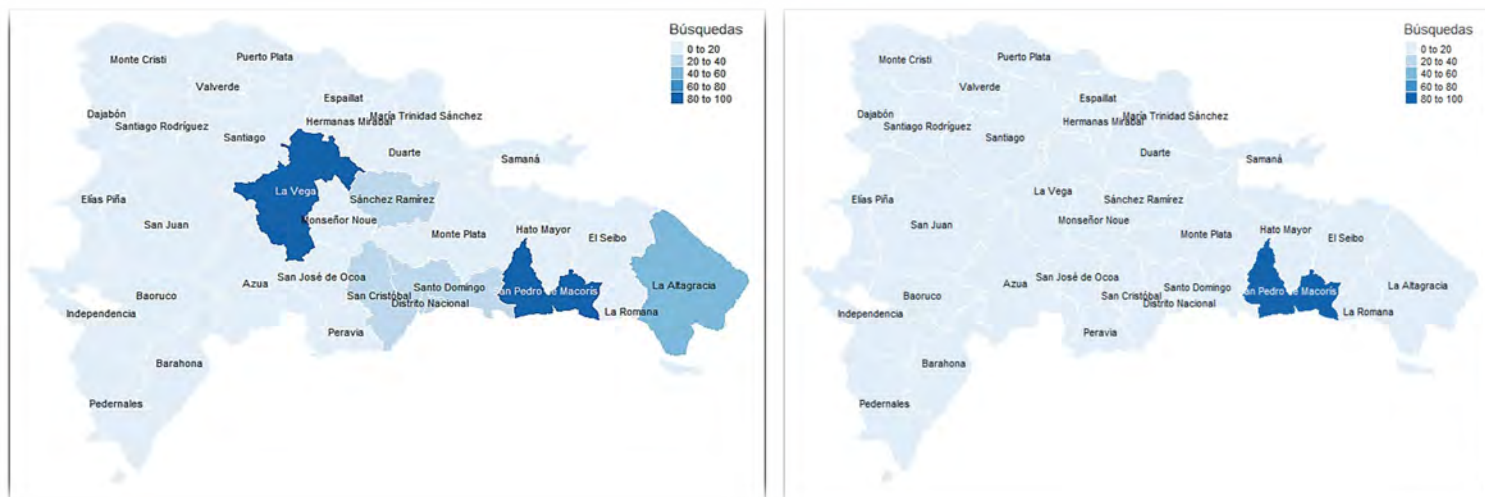 Búsquedas
0 to 20
20 to 40
40 to 60
60 to 80
80 to 100
Monte Cristi
Puerto Plata
Valverde
Espaillat
Dajabón
María Trinidad Sánchez
Hermanas Mirabal
Santiago Rodríguez
Santiago
Duarte
Samaná
La Vega
Elías Piña
Sánchez Ramírez
San Juan
Monseñor Noue
Hato Mayor
Monte Plata
El Seibo
San José de Ocoa
Azua
Santo Domingo
La Altagracia
Baoruco
San Cristóbal
an Pedro e Macorís
Distrito Nacional
Independencia
La Romana
Peravia
Barahona
Pedernales
Búsquedas
0 to 20
20 to 40
40 to 60
60 to 80
80 to 100
Monte Cristi
Puerto Plata
Valverde
Espaillat
Dajabón
María Trinidad Sánchez
Hermanas Mirabal
Santiago Rodríguez
Santiago
Duarte
Samaná
La Vega
Elías Piña
Sánchez Ramírez
San Juan
Monseñor Noue
Hato Mayor
Monte Plata
El Seibo
San José de Ocoa
Azua
Santo Domingo
La Altagracia
Baoruco
San Cristóbal
an Pedro e Macorís
Distrito Nacional
Independencia
La Romana
Peravia
Barahona
Pedernales